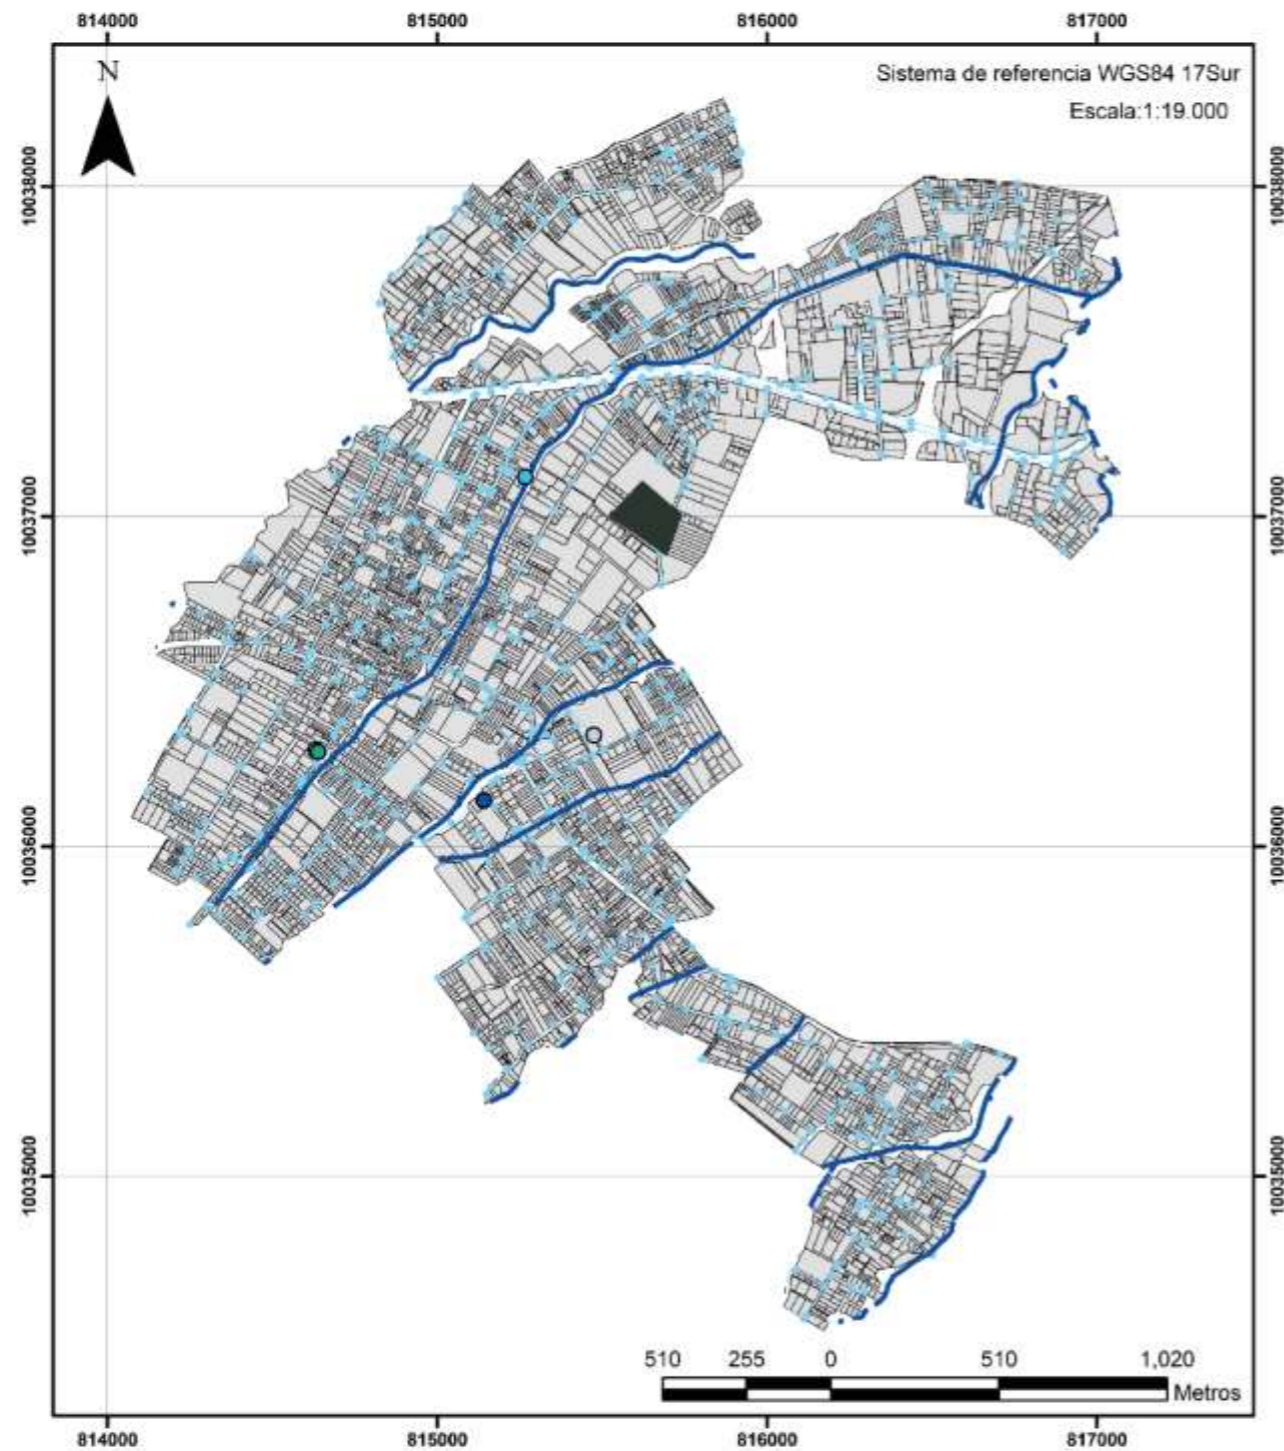 814000 815000 816000 817000
N
Sistema de referencia WGS84 17Sur
Escala:1:19.000
10038000 10038000
10037000 10037000
10036000 10036000
10035000 10035000
510 255 0 510 1,020
Metros
814000 815000 816000 817000